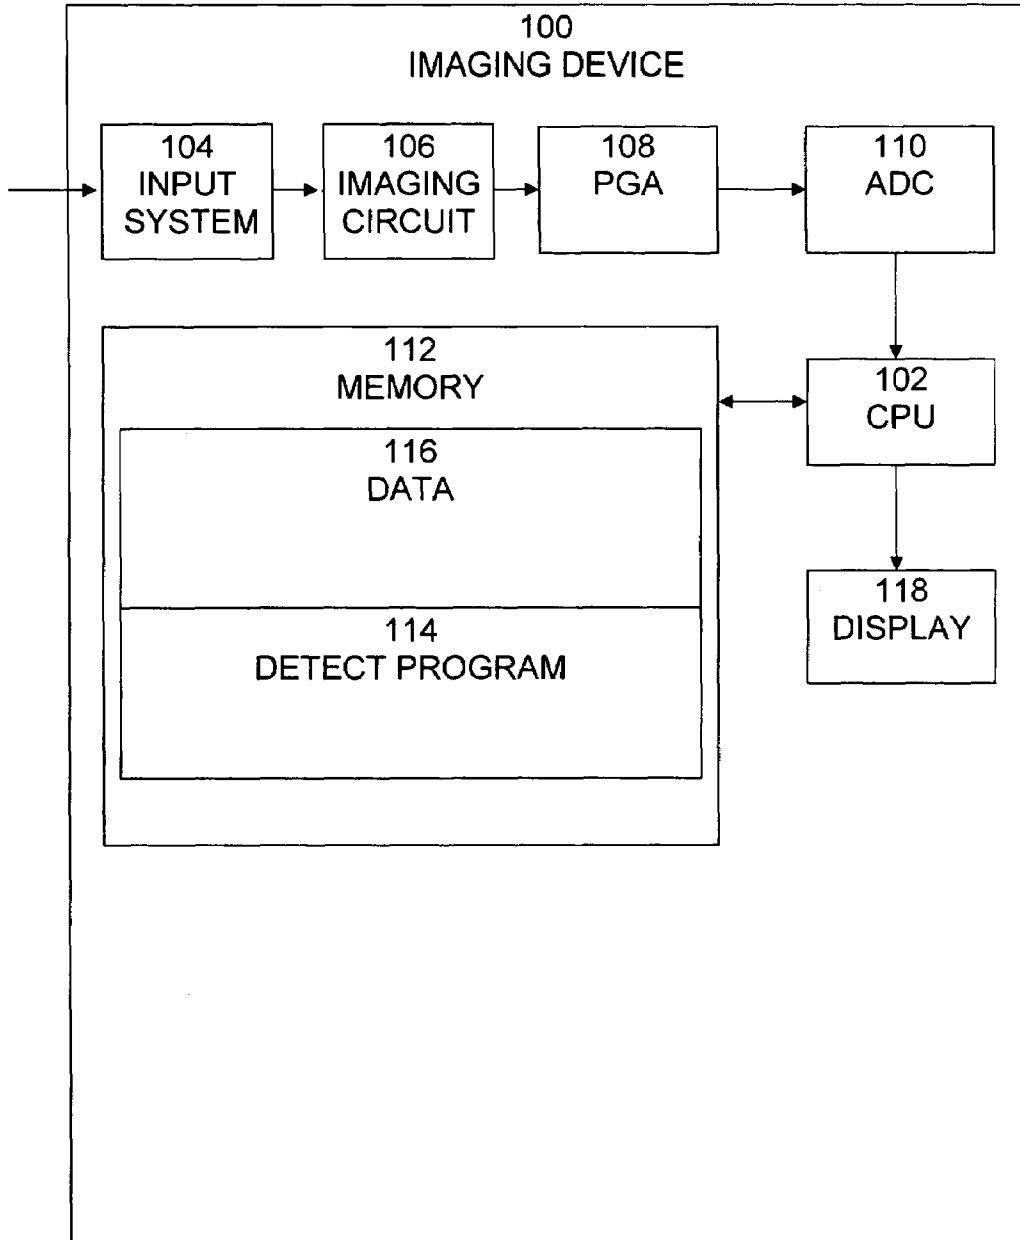 100
IMAGING DEVICE
104
INPUT
SYSTEM
106
IMAGING
CIRCUIT
108
PGA
110
ADC
112
MEMORY
102
CPU
116
DATA
118
DISPLAY
114
DETECT PROGRAM